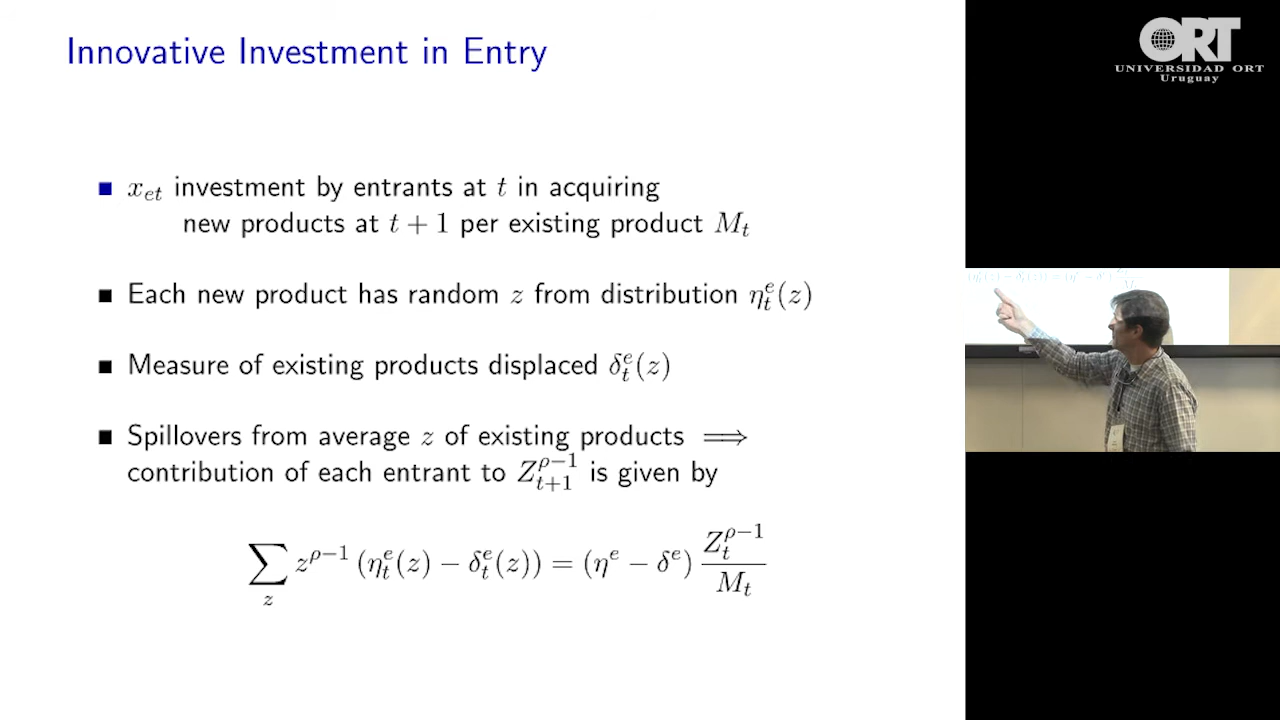 Innovative Investment in Entry
x_{et} investment by entrants at t in acquiring
new products at t + 1 per existing product M_t
Each new product has random z from distribution η^e_t(z)
Measure of existing products displaced δ^e_t(z)
Spillovers from average z of existing products ⟹
contribution of each entrant to Z^{ρ−1}_{t+1} is given by
∑_z z^{ρ−1} (η^e_t(z) − δ^e_t(z)) = (η^e − δ^e) Z^{ρ−1}_t / M_t
ORT
UNIVERSIDAD ORT
Uruguay